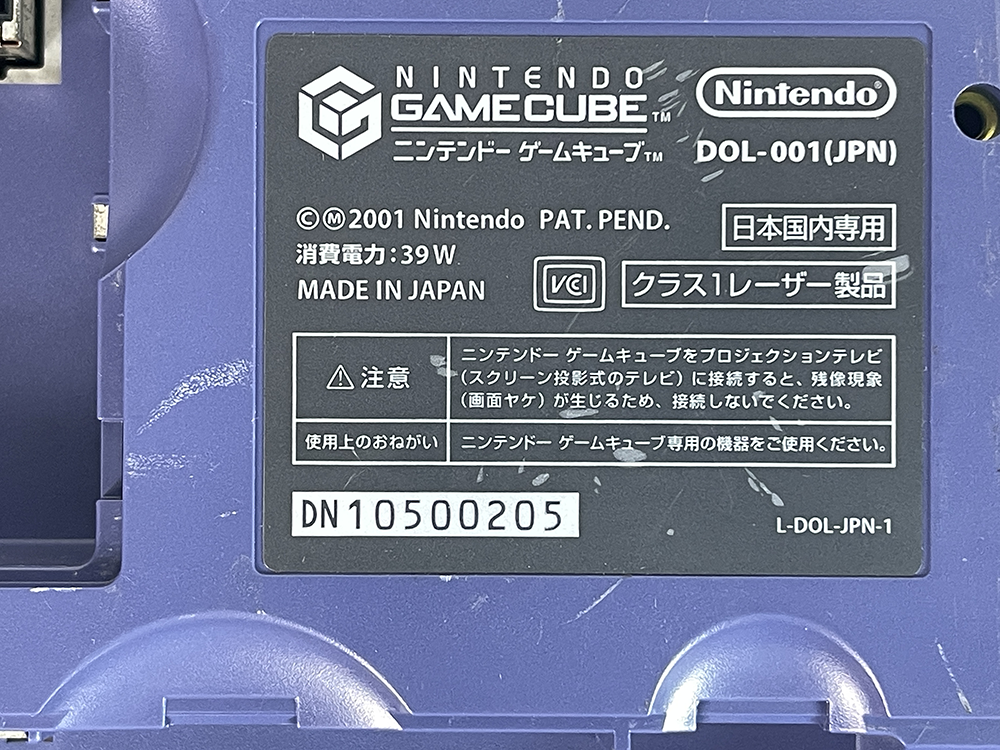 NINTENDO
GAMECUBE™
ニンテンドー ゲームキューブ™
Nintendo®
DOL-001(JPN)
©Ⓜ2001 Nintendo PAT. PEND.
消費電力:39W
MADE IN JAPAN
VCI
日本国内専用
クラス1レーザー製品
⚠注意
ニンテンドー ゲームキューブをプロジェクションテレビ
(スクリーン投影式のテレビ)に接続すると、残像現象
(画面ヤケ)が生じるため、接続しないでください。
使用上のおねがい
ニンテンドー ゲームキューブ専用の機器をご使用ください。
DN10500205
L-DOL-JPN-1